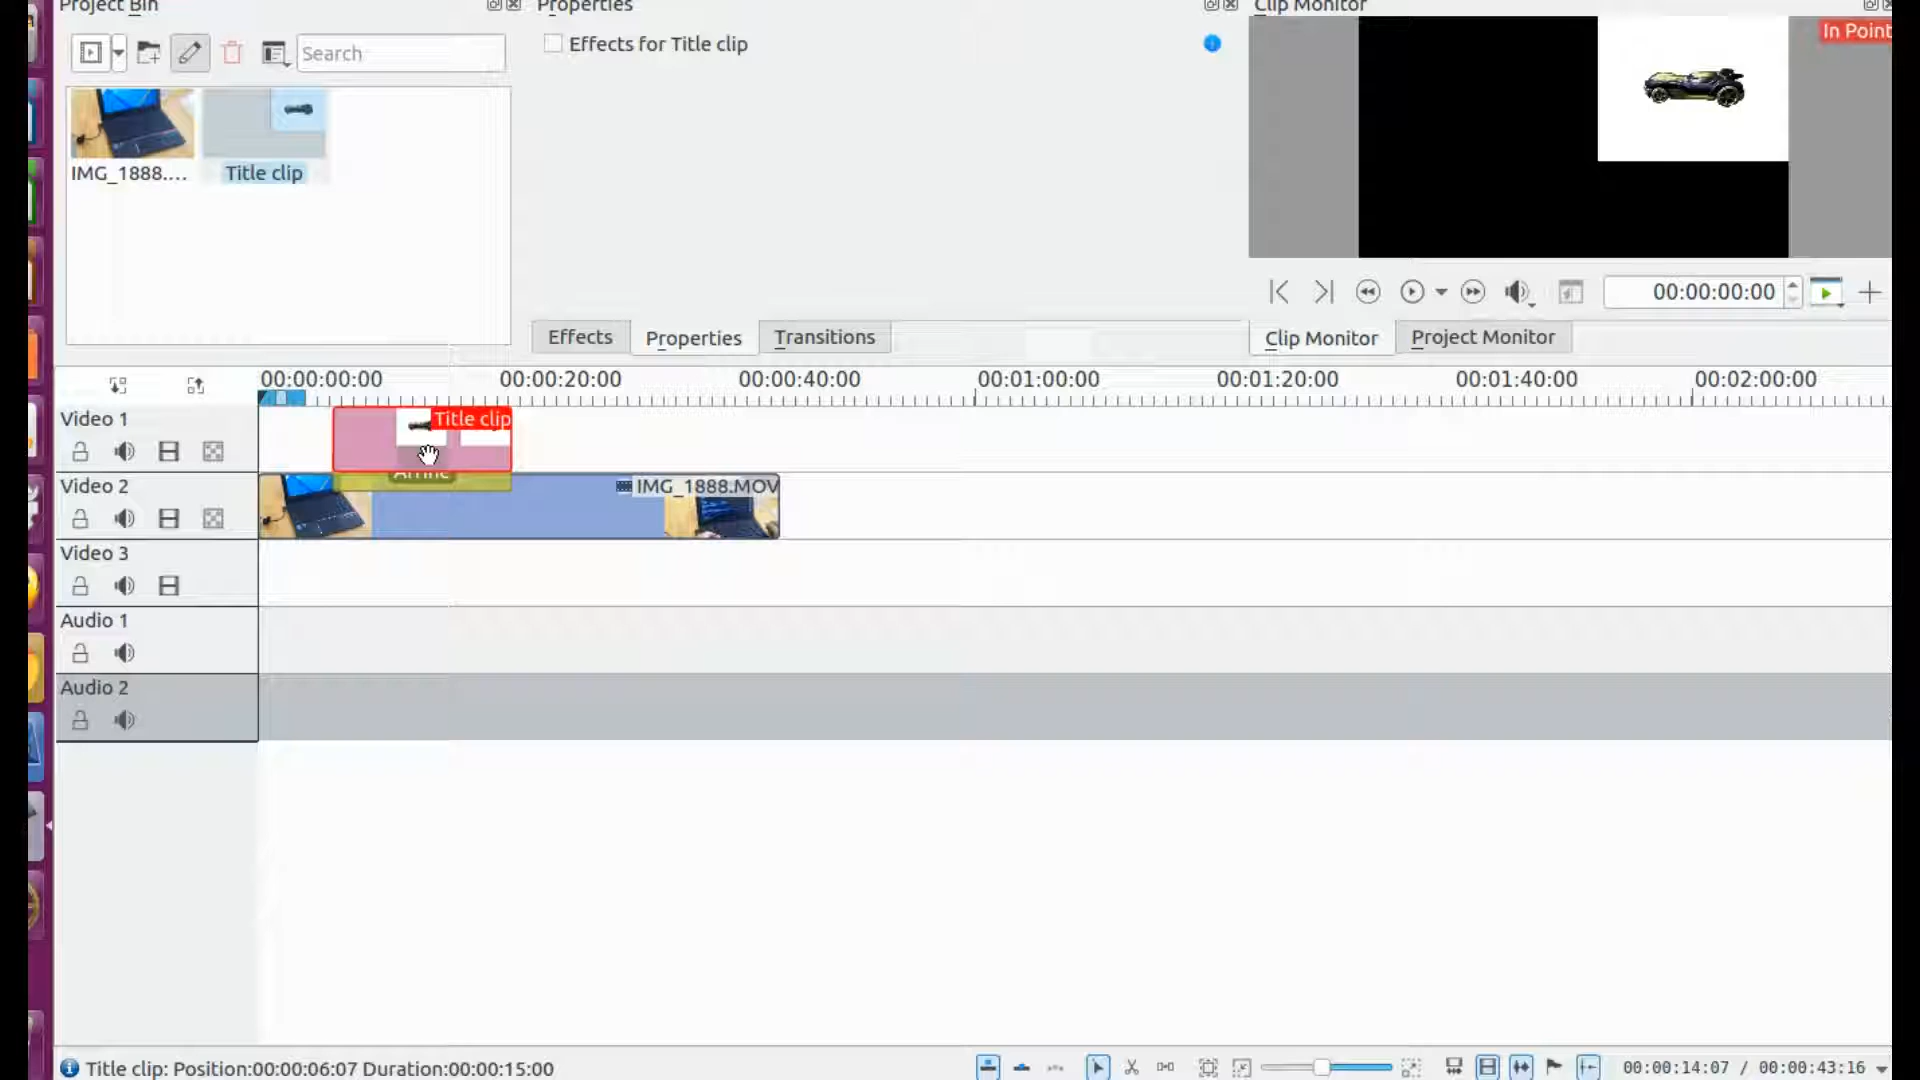 Project Bin
Properties
Clip Monitor
Search
Effects for Title clip
In Point
IMG_1888....
Title clip
00:00:00:00
Effects
Properties
Transitions
Clip Monitor
Project Monitor
00:00:00:00
00:00:20:00
00:00:40:00
00:01:00:00
00:01:20:00
00:01:40:00
00:02:00:00
Video 1
Title clip
Video 2
IMG_1888.MOV
Video 3
Audio 1
Audio 2
Title clip: Position:00:00:06:07 Duration:00:00:15:00
00:00:14:07 / 00:00:43:16